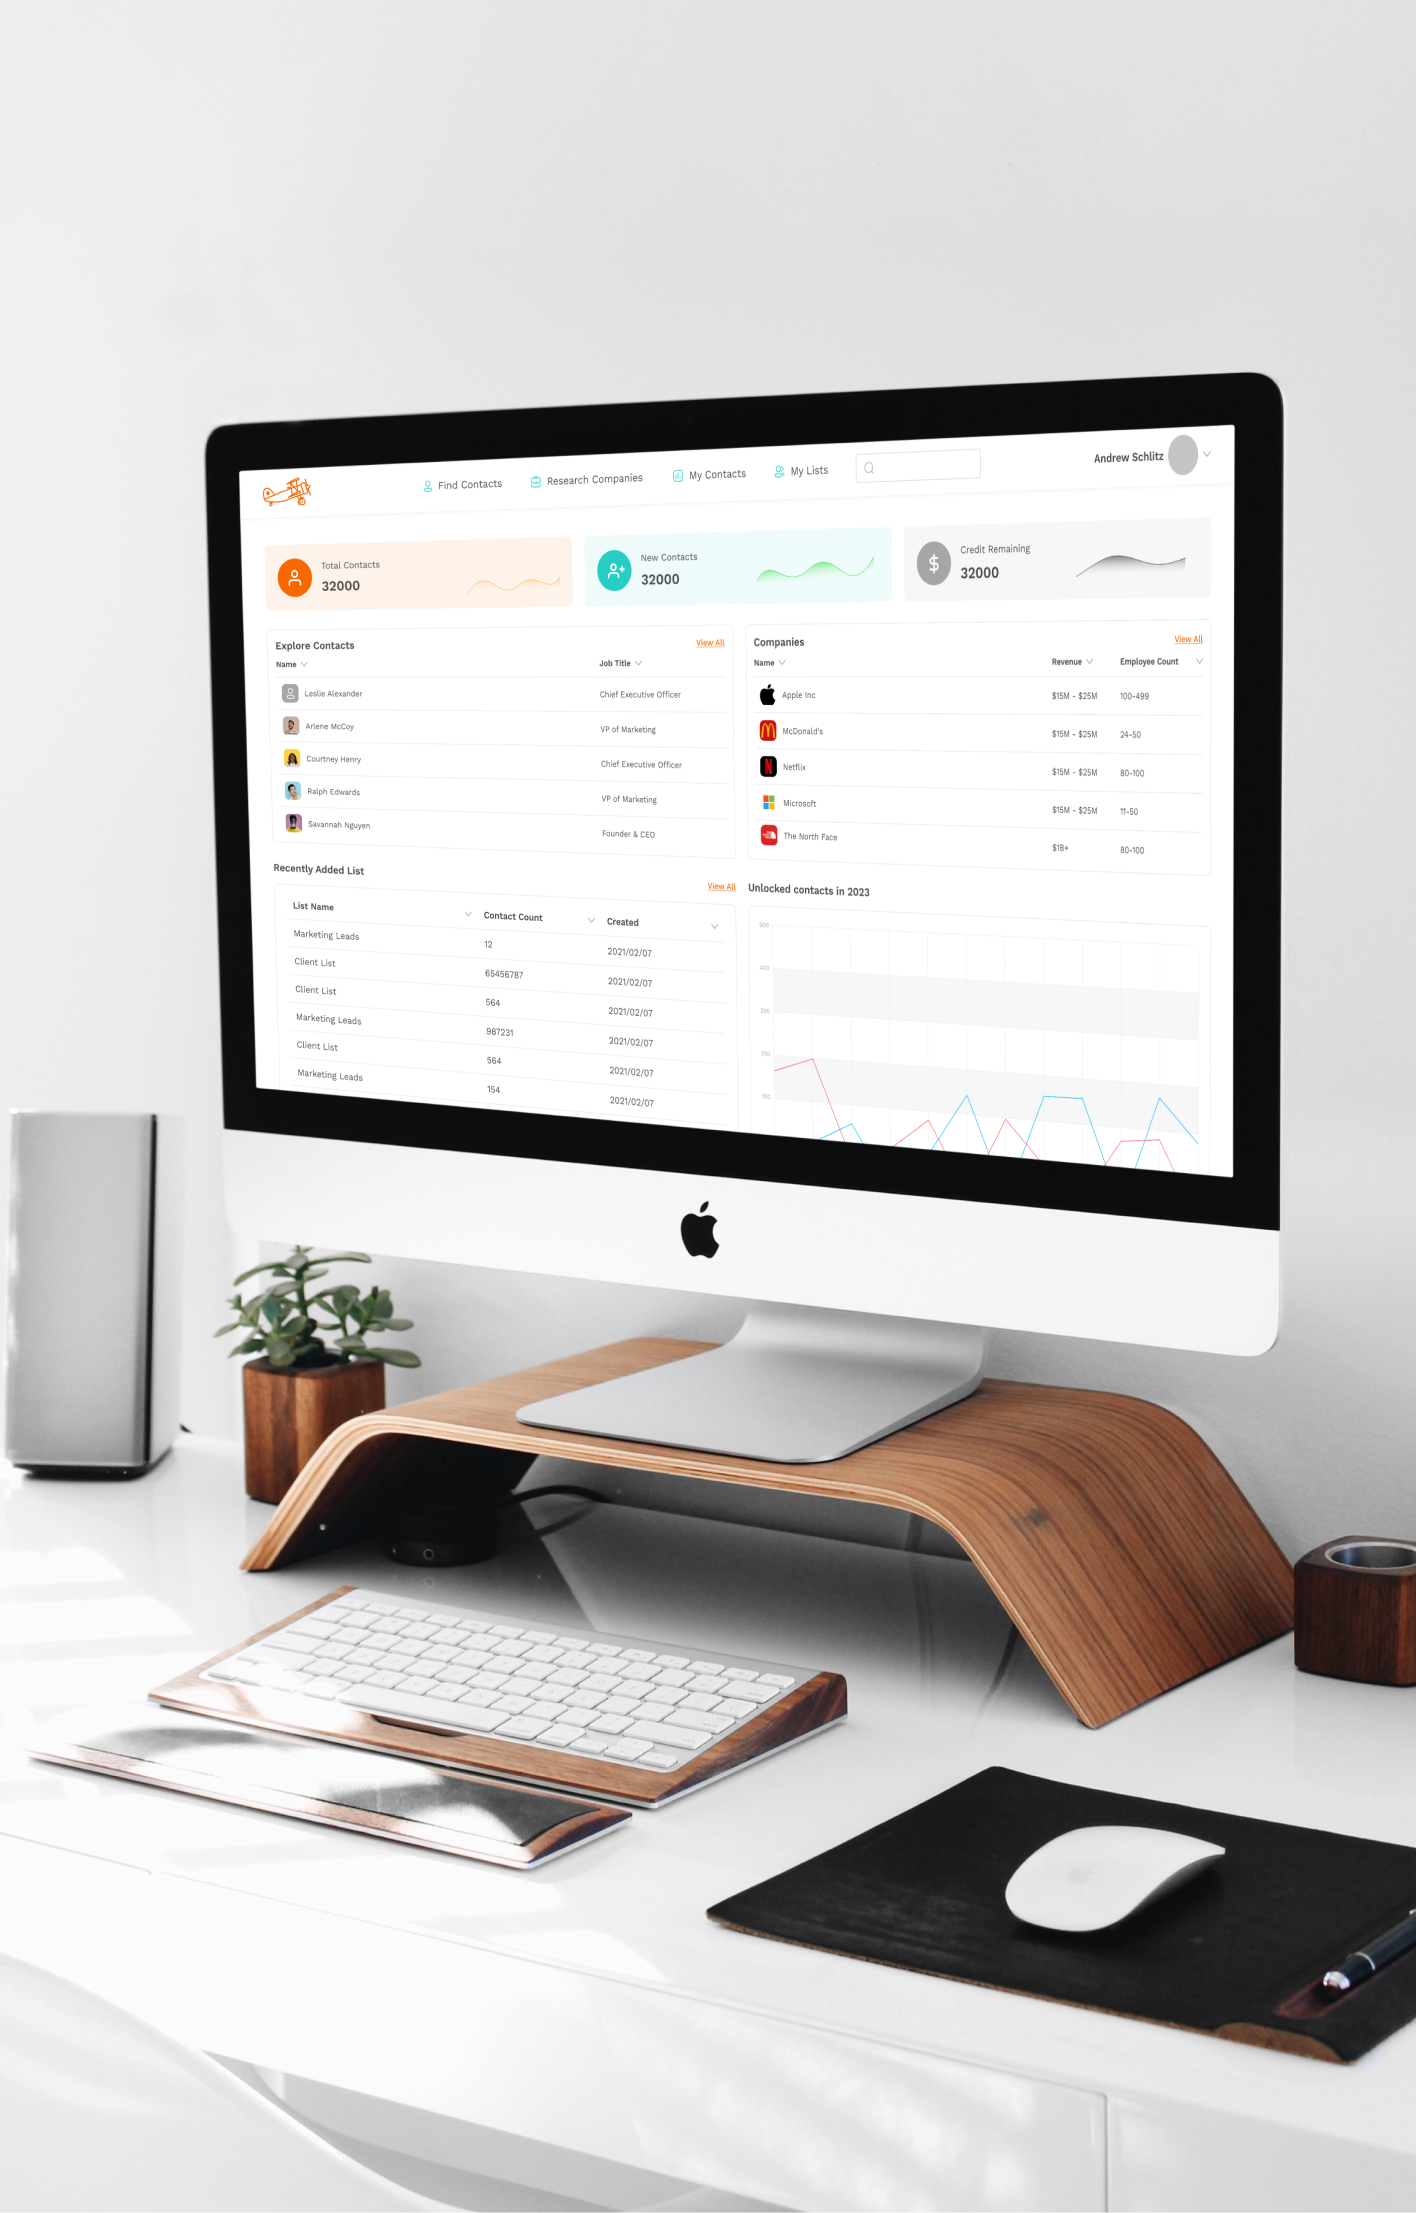 Find Contacts
Research Companies
My Contacts
My Lists
Andrew Schlitz
Total Contacts
32000
New Contacts
32000
Credit Remaining
32000
Explore Contacts
View All
Name
Job Title
Leslie Alexander
Chief Executive Officer
Arlene McCoy
VP of Marketing
Courtney Henry
Chief Executive Officer
Ralph Edwards
VP of Marketing
Savannah Nguyen
Founder & CEO
Companies
View All
Name
Revenue
Employee Count
Apple Inc
$15M - $25M
100-499
McDonald's
$15M - $25M
24-50
Netflix
$15M - $25M
80-100
Microsoft
$15M - $25M
11-50
The North Face
$1B+
80-100
Recently Added List
View All
List Name
Contact Count
Created
Marketing Leads
12
2021/02/07
Client List
65456787
2021/02/07
Client List
564
2021/02/07
Marketing Leads
987231
2021/02/07
Client List
564
2021/02/07
Marketing Leads
154
2021/02/07
Unlocked contacts in 2023
500
400
300
200
100